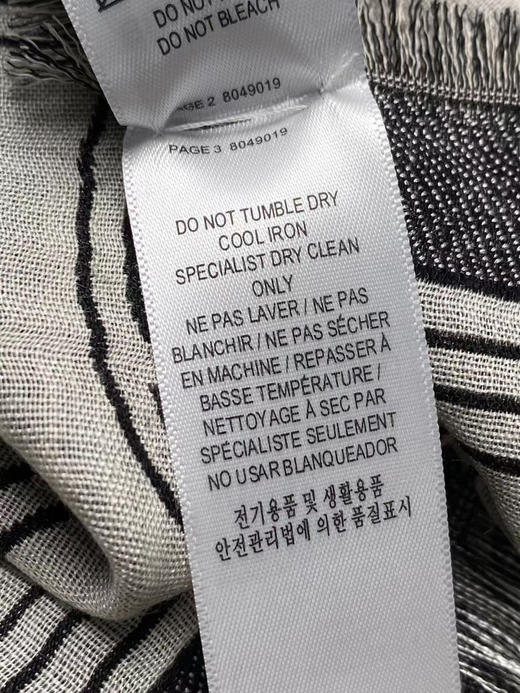 DO NOT
DO NOT BLEACH
PAGE 2 8049019
PAGE 3 8049019
DO NOT TUMBLE DRY
COOL IRON
SPECIALIST DRY CLEAN
ONLY
NE PAS LAVER / NE PAS
BLANCHIR / NE PAS SÉCHER
EN MACHINE / REPASSER À
BASSE TEMPÉRATURE /
NETTOYAGE À SEC PAR
SPÉCIALISTE SEULEMENT
NO USAR BLANQUEADOR
전기용품 및 생활용품
안전관리법에 의한 품질표시